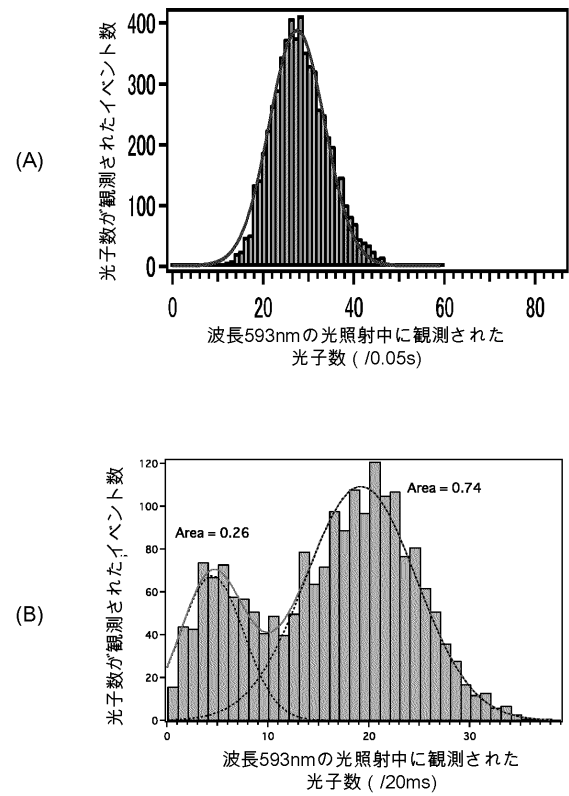 (A)
光子数が観測されたイベント数
400
300
200
100
0
0 20 40 60 80
波長593nmの光照射中に観測された
光子数 ( /0.05s)
(B)
光子数が観測されたイベント数
120
100
80
60
40
20
0
Area = 0.26
Area = 0.74
0 10 20 30
波長593nmの光照射中に観測された
光子数 ( /20ms)